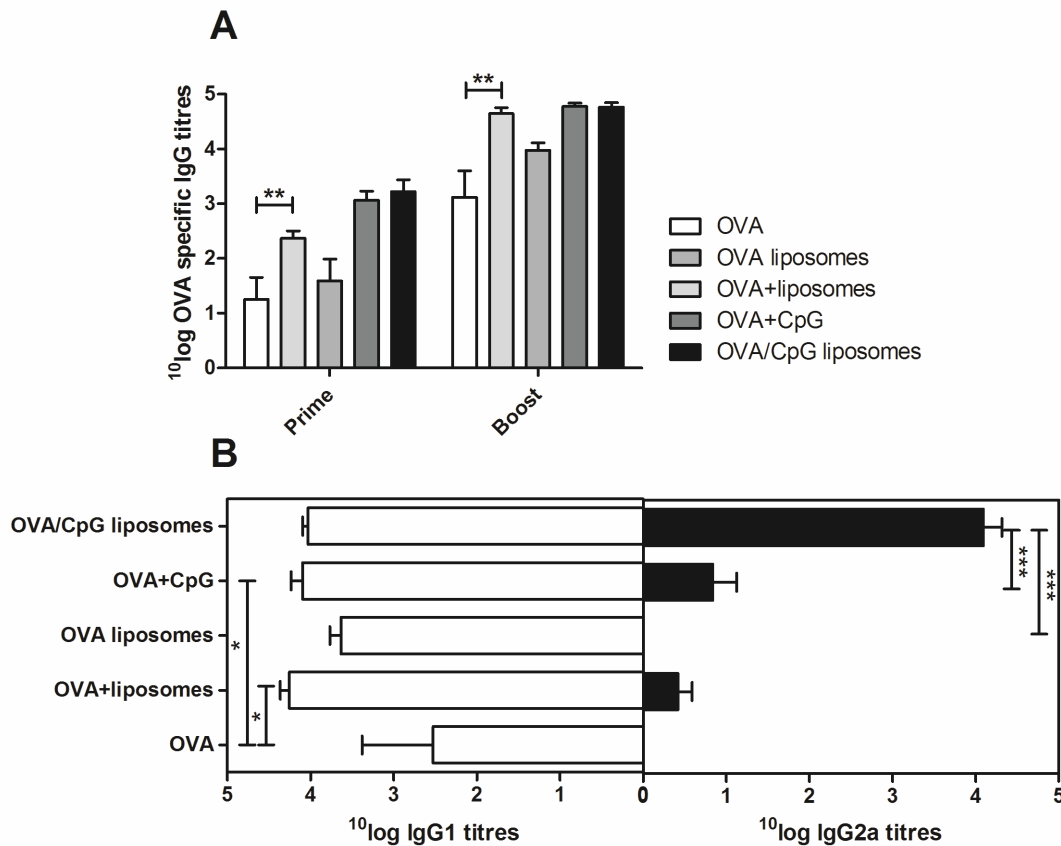 A
10log OVA specific IgG titres
5
4
3
2
1
0
**
**
Prime
Boost
OVA
OVA liposomes
OVA+liposomes
OVA+CpG
OVA/CpG liposomes
B
OVA/CpG liposomes
OVA+CpG
OVA liposomes
OVA+liposomes
OVA
*
*
***
***
5 4 3 2 1 0 1 2 3 4 5
10log IgG1 titres
10log IgG2a titres